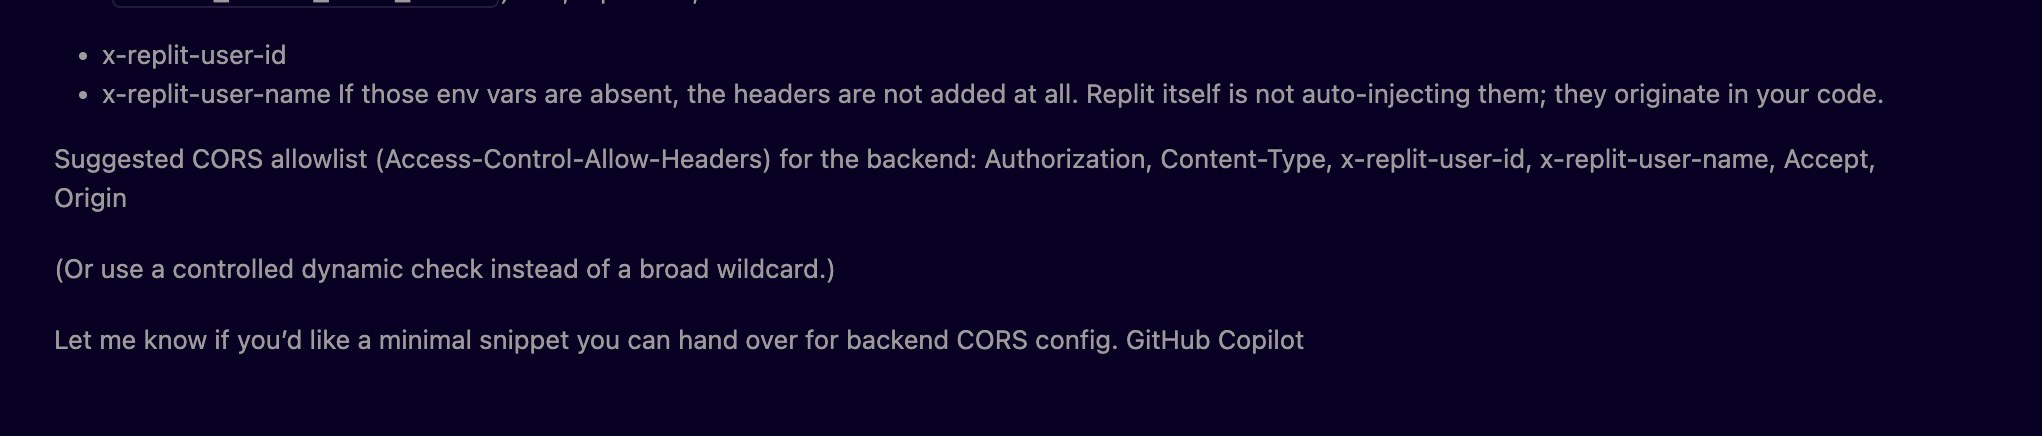 x-replit-user-id
x-replit-user-name If those env vars are absent, the headers are not added at all. Replit itself is not auto-injecting them; they originate in your code.
Suggested CORS allowlist (Access-Control-Allow-Headers) for the backend: Authorization, Content-Type, x-replit-user-id, x-replit-user-name, Accept,
Origin
(Or use a controlled dynamic check instead of a broad wildcard.)
Let me know if you’d like a minimal snippet you can hand over for backend CORS config. GitHub Copilot